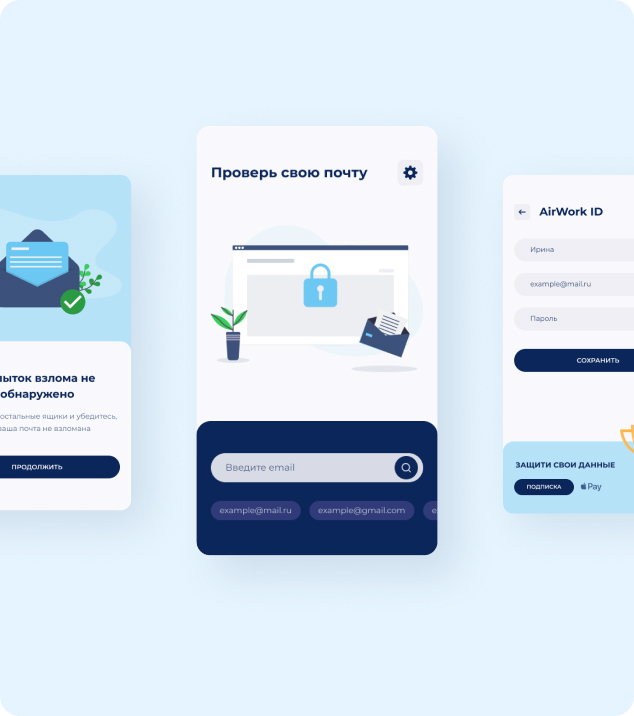 Проверь свою почту
Введите email
example@mail.ru
example@gmail.com
взлома не
обнаружено
остальные ящики и убедитесь,
ваша почта не взломана
ПРОДОЛЖИТЬ
AirWork ID
Ирина
example@mail.ru
Пароль
СОХРАНИТЬ
ЗАЩИТИ СВОИ ДАННЫЕ
ПОДПИСКА
Pay